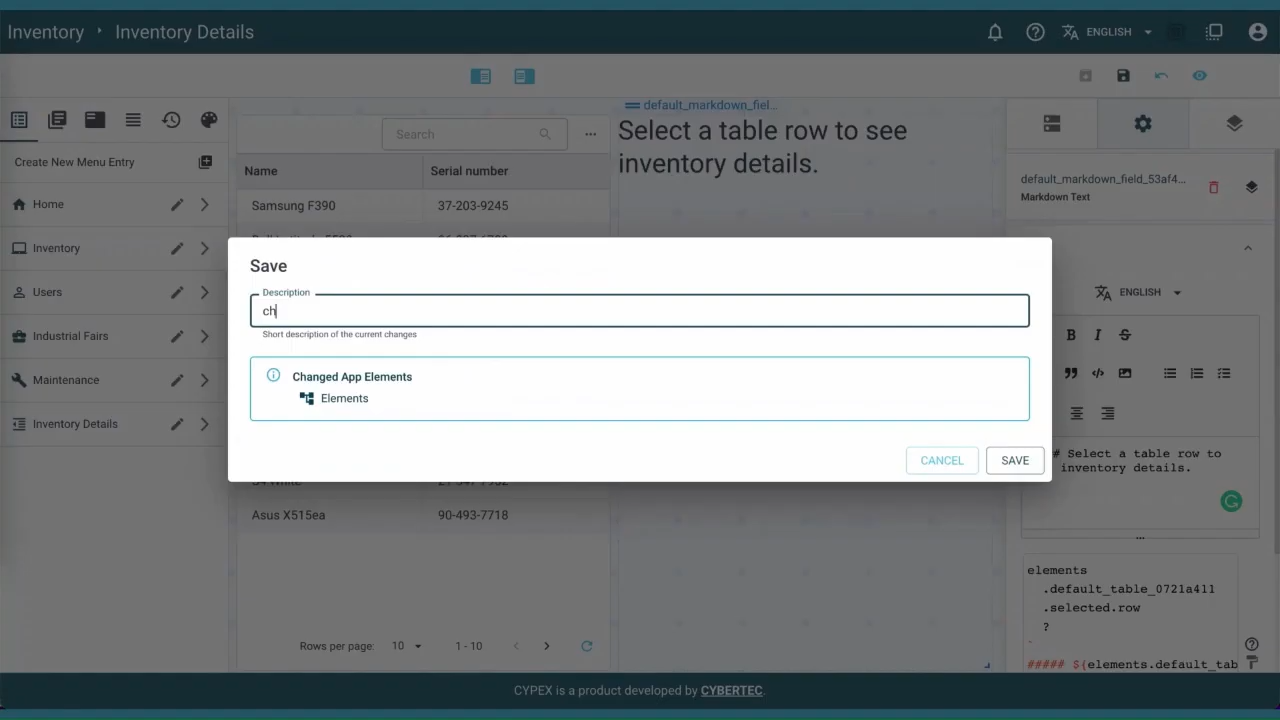 Inventory
Inventory Details
ENGLISH
default_markdown_fiel...
Search
Select a table row to see
inventory details.
Create New Menu Entry
Name
Serial number
default_markdown_field_53af4...
Markdown Text
Home
Samsung F390
37-203-9245
Inventory
Users
Industrial Fairs
Maintenance
Inventory Details
Save
Description
ch
Short description of the current changes
Changed App Elements
Elements
CANCEL
SAVE
ENGLISH
B I S
# Select a table row to
inventory details.
Asus X515ea
90-493-7718
elements
.default_table_0721a411
.selected.row
?
`
##### ${elements.default_tab
Rows per page:
10
1 - 10
CYPEX is a product developed by CYBERTEC.